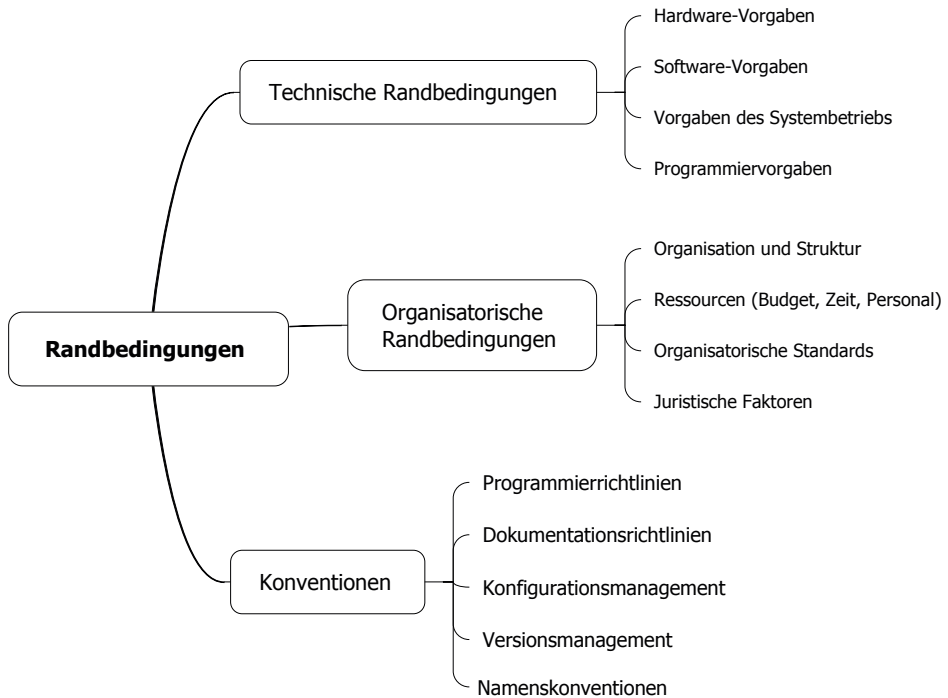 Randbedingungen
Technische Randbedingungen
Hardware-Vorgaben
Software-Vorgaben
Vorgaben des Systembetriebs
Programmiervorgaben
Organisatorische
Randbedingungen
Organisation und Struktur
Ressourcen (Budget, Zeit, Personal)
Organisatorische Standards
Juristische Faktoren
Konventionen
Programmierrichtlinien
Dokumentationsrichtlinien
Konfigurationsmanagement
Versionsmanagement
Namenskonventionen